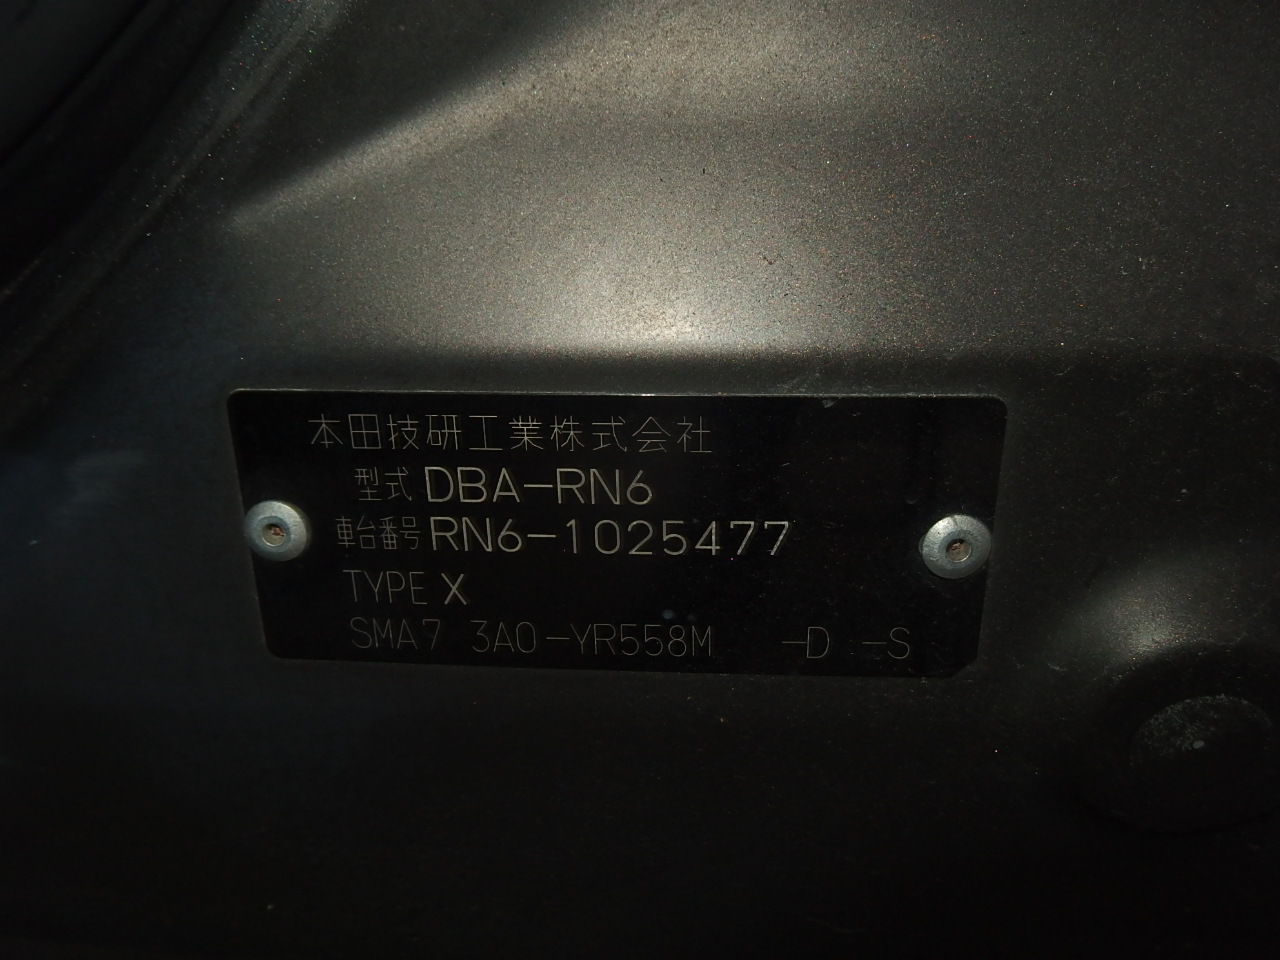 本田技研工業株式会社
型式 DBA-RN6
車台番号 RN6-1025477
TYPE X
SMA7 3A0-YR558M -D -S